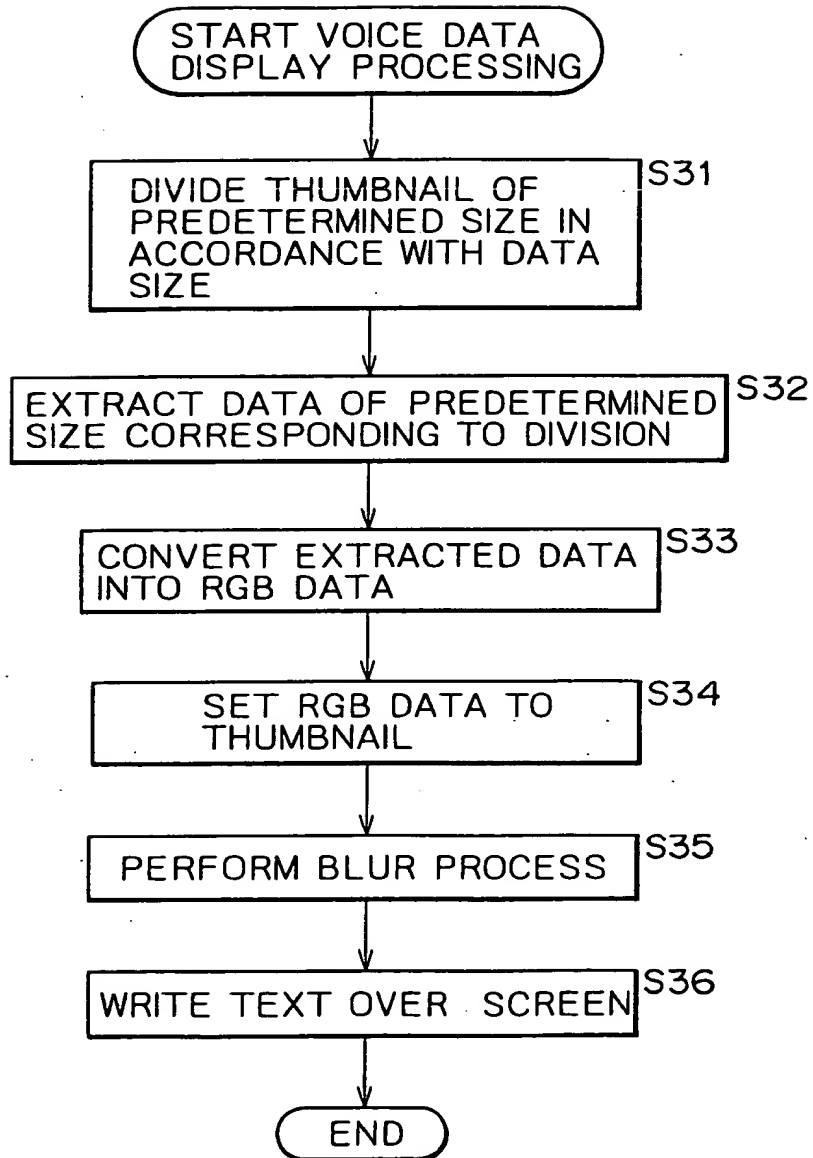 START VOICE DATA
DISPLAY PROCESSING
S31
DIVIDE THUMBNAIL OF
PREDETERMINED SIZE IN
ACCORDANCE WITH DATA
SIZE
S32
EXTRACT DATA OF PREDETERMINED
SIZE CORRESPONDING TO DIVISION
S33
CONVERT EXTRACTED DATA
INTO RGB DATA
S34
SET RGB DATA TO
THUMBNAIL
S35
PERFORM BLUR PROCESS
S36
WRITE TEXT OVER SCREEN
END